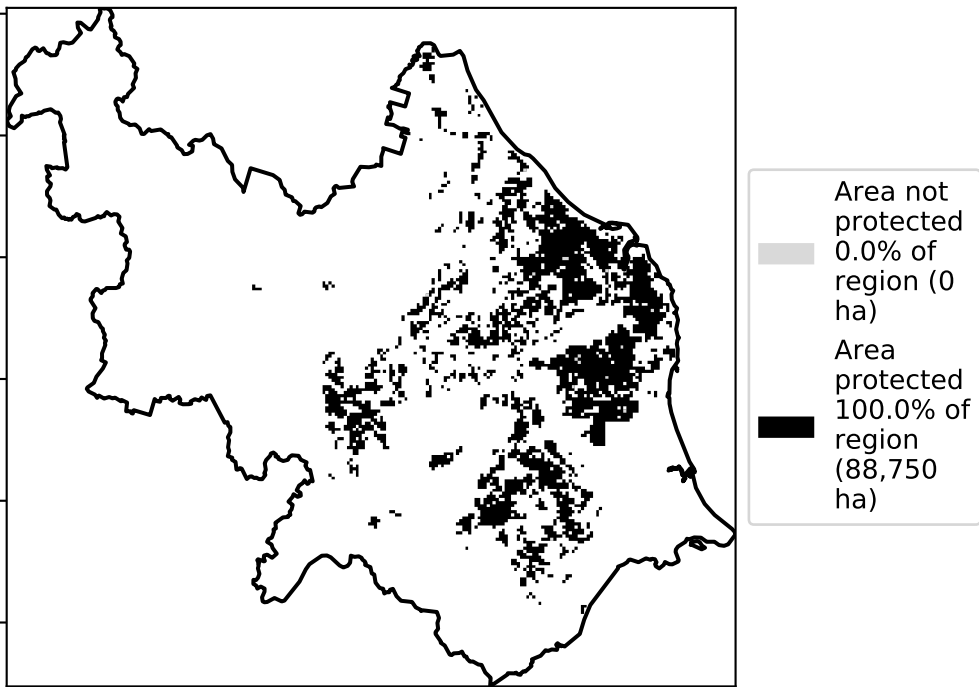 Area not
protected
0.0% of
region (0
ha)
Area
protected
100.0% of
region
(88,750
ha)